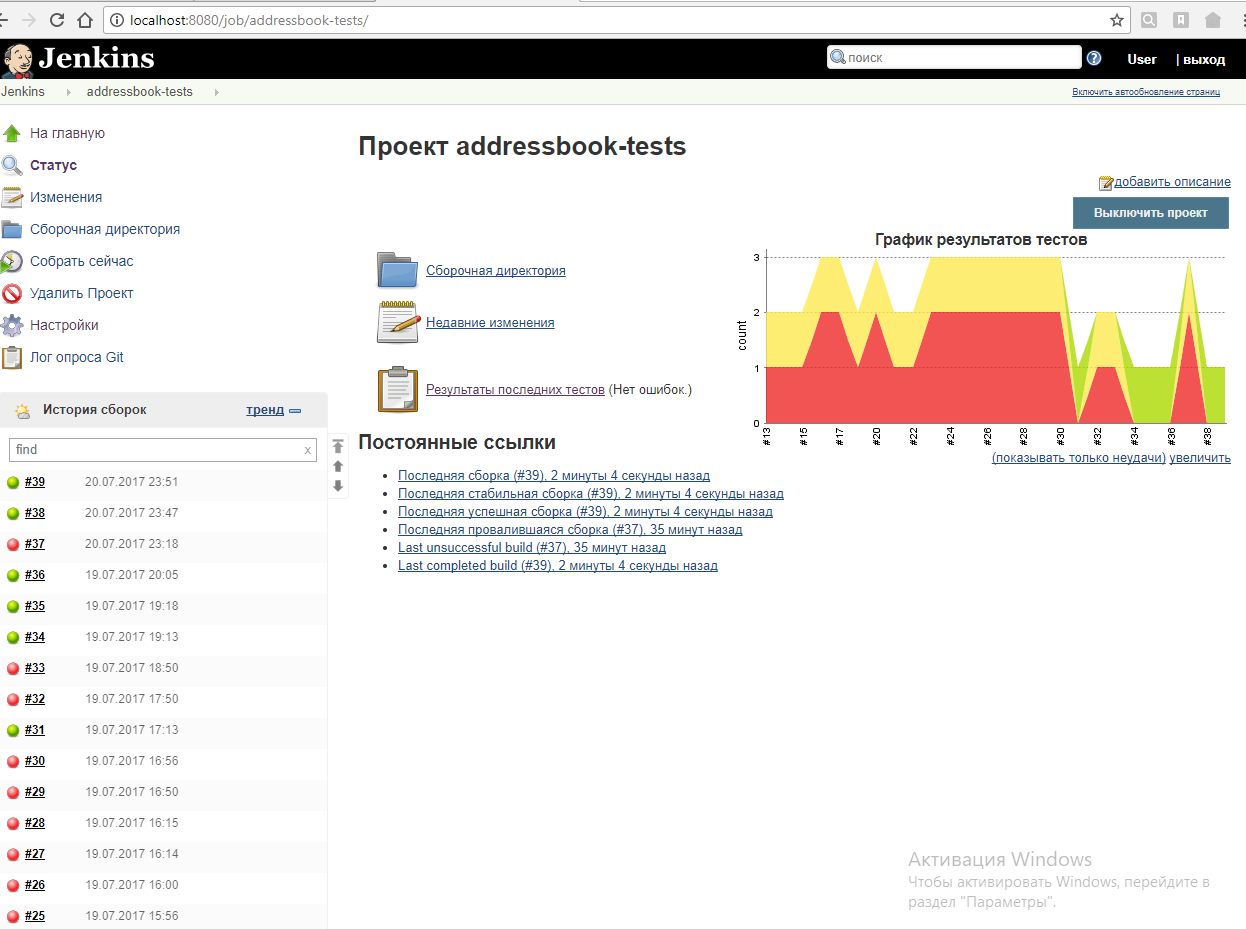 localhost:8080/job/addressbook-tests/
Jenkins
поиск
User
| выход
Jenkins
addressbook-tests
Включить автообновление страниц
На главную
Статус
Изменения
Сборочная директория
Собрать сейчас
Удалить Проект
Настройки
Лог опроса Git
История сборок
тренд
find
x
#39 20.07.2017 23:51
#38 20.07.2017 23:47
#37 20.07.2017 23:18
#36 19.07.2017 20:05
#35 19.07.2017 19:18
#34 19.07.2017 19:13
#33 19.07.2017 18:50
#32 19.07.2017 17:50
#31 19.07.2017 17:13
#30 19.07.2017 16:56
#29 19.07.2017 16:50
#28 19.07.2017 16:15
#27 19.07.2017 16:14
#26 19.07.2017 16:00
#25 19.07.2017 15:56
Проект addressbook-tests
добавить описание
Выключить проект
Сборочная директория
Недавние изменения
Результаты последних тестов (Нет ошибок.)
График результатов тестов
count
3
2
1
0
#13 #15 #17 #20 #22 #24 #26 #28 #30 #32 #34 #36 #38
(показывать только неудачи) увеличить
Постоянные ссылки
Последняя сборка (#39), 2 минуты 4 секунды назад
Последняя стабильная сборка (#39), 2 минуты 4 секунды назад
Последняя успешная сборка (#39), 2 минуты 4 секунды назад
Последняя провалившаяся сборка (#37), 35 минут назад
Last unsuccessful build (#37), 35 минут назад
Last completed build (#39), 2 минуты 4 секунды назад
Активация Windows
Чтобы активировать Windows, перейдите в
раздел "Параметры".